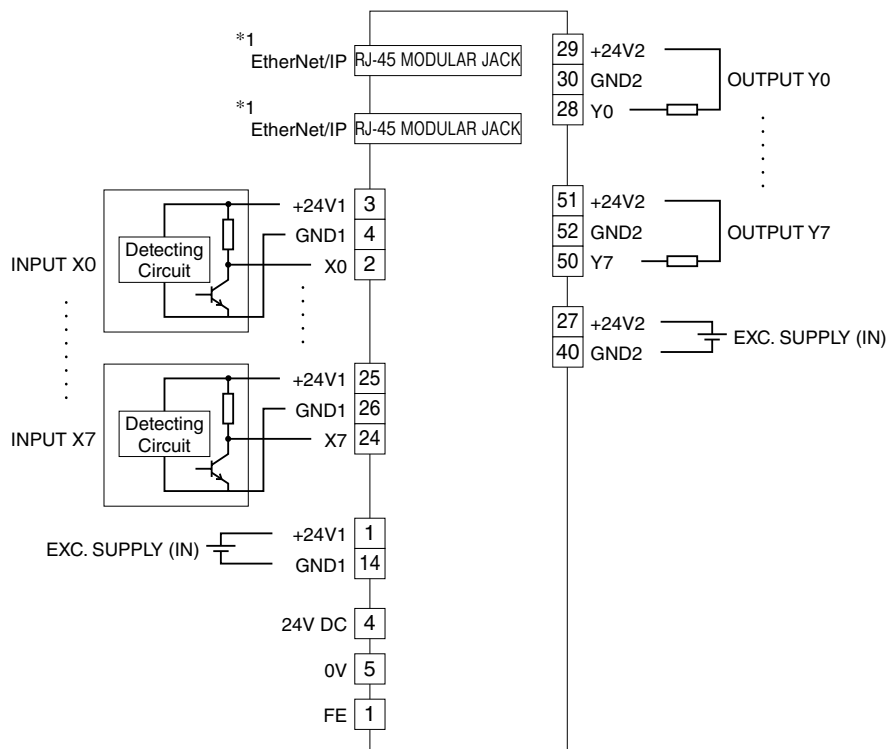 *1
EtherNet/IP RJ-45 MODULAR JACK
*1
EtherNet/IP RJ-45 MODULAR JACK
INPUT X0
Detecting
Circuit
+24V1 3
GND1 4
X0 2
INPUT X7
Detecting
Circuit
+24V1 25
GND1 26
X7 24
EXC. SUPPLY (IN)
+24V1 1
GND1 14
24V DC 4
0V 5
FE 1
29 +24V2
30 GND2
28 Y0
OUTPUT Y0
51 +24V2
52 GND2
50 Y7
OUTPUT Y7
27 +24V2
40 GND2
EXC. SUPPLY (IN)